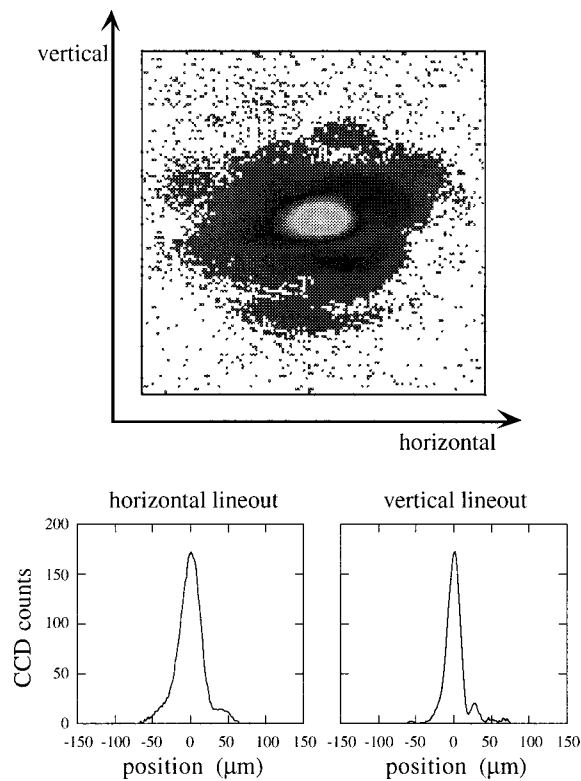 vertical
horizontal
horizontal lineout
vertical lineout
CCD counts
200
150
100
50
0
-150 -100 -50 0 50 100 150
-150 -100 -50 0 50 100 150
position (μm)
position (μm)